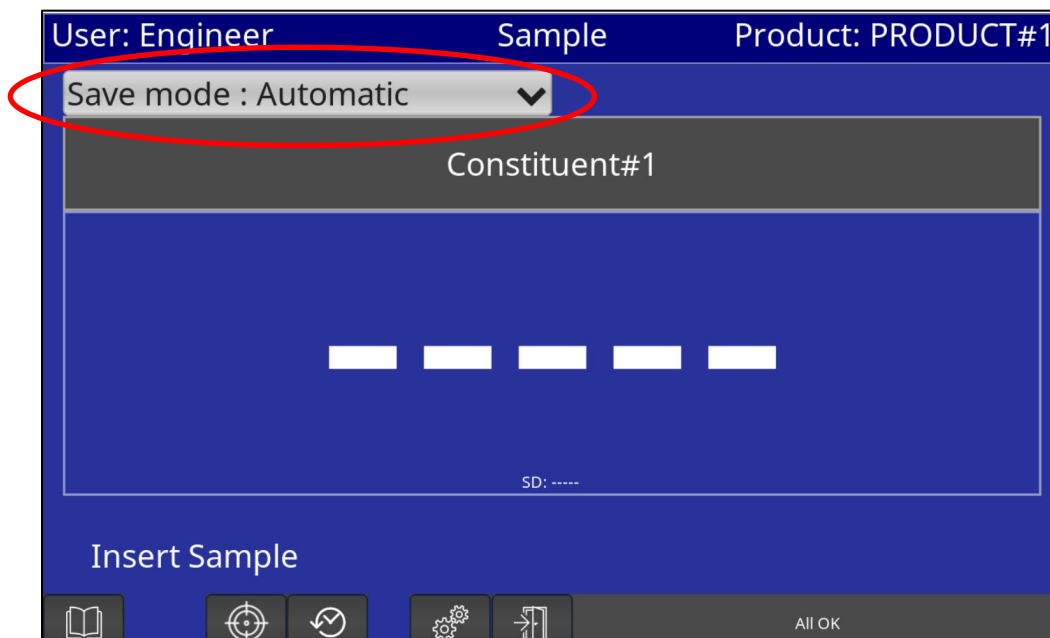 User: Engineer Sample Product: PRODUCT#1
Save mode : Automatic
Constituent#1
SD: -----
Insert Sample
All OK